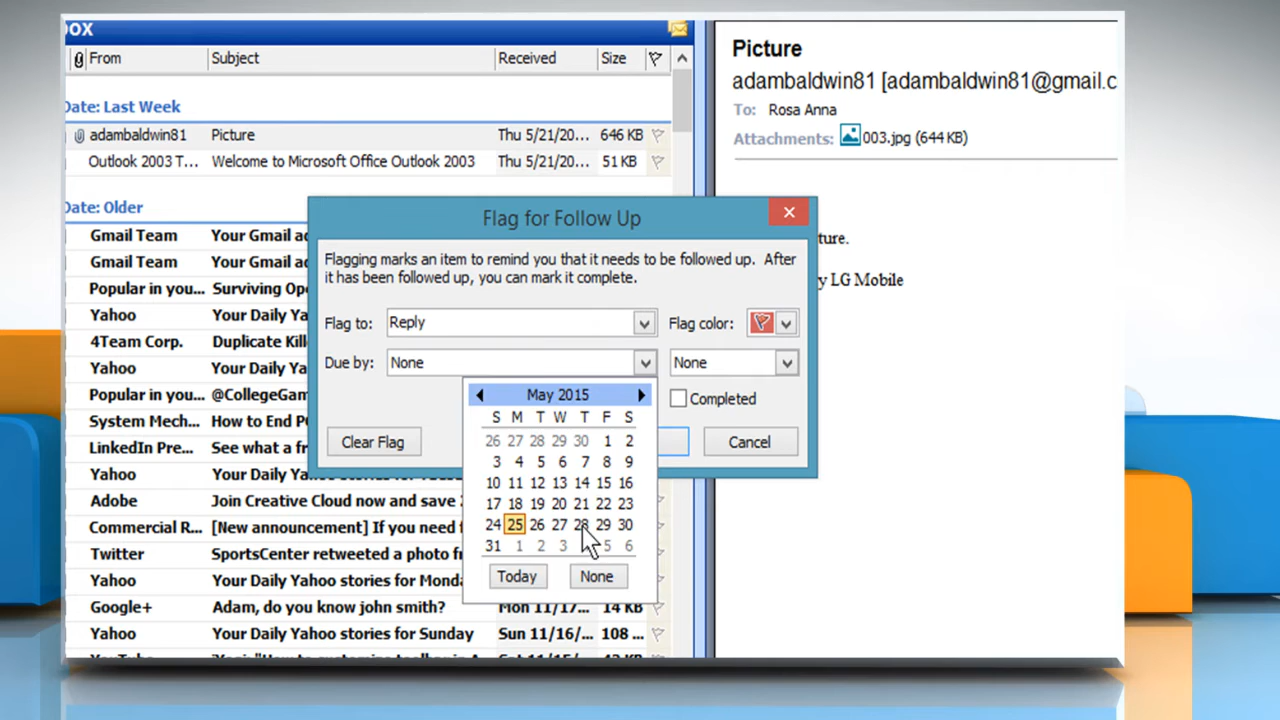 OX
From Subject Received Size
Date: Last Week
adambaldwin81 Picture Thu 5/21/20... 646 KB
Outlook 2003 T... Welcome to Microsoft Office Outlook 2003 Thu 5/21/20... 51 KB
Date: Older
Gmail Team Your Gmail ac
Gmail Team Your Gmail ac
Popular in you... Surviving Ope
Yahoo Your Daily Ya
4Team Corp. Duplicate Kille
Yahoo Your Daily Ya
Popular in you... @CollegeGam
System Mech... How to End P
LinkedIn Pre... See what a fr
Yahoo Your Daily Yahoo stories
Adobe Join Creative Cloud now and save
Commercial R... [New announcement] If you need f
Twitter SportsCenter retweeted a photo fr
Yahoo Your Daily Yahoo stories for Monda
Google+ Adam, do you know john smith? Mon 11/17... 14 KB
Yahoo Your Daily Yahoo stories for Sunday Sun 11/16/... 108 ...
Picture
adambaldwin81 [adambaldwin81@gmail.c
To: Rosa Anna
Attachments: 003.jpg (644 KB)
ture.
y LG Mobile
Flag for Follow Up
Flagging marks an item to remind you that it needs to be followed up. After
it has been followed up, you can mark it complete.
Flag to: Reply Flag color:
Due by: None None
Completed
Clear Flag Cancel
May 2015
S M T W T F S
26 27 28 29 30 1 2
3 4 5 6 7 8 9
10 11 12 13 14 15 16
17 18 19 20 21 22 23
24 25 26 27 28 29 30
31 1 2 3 5 6
Today None